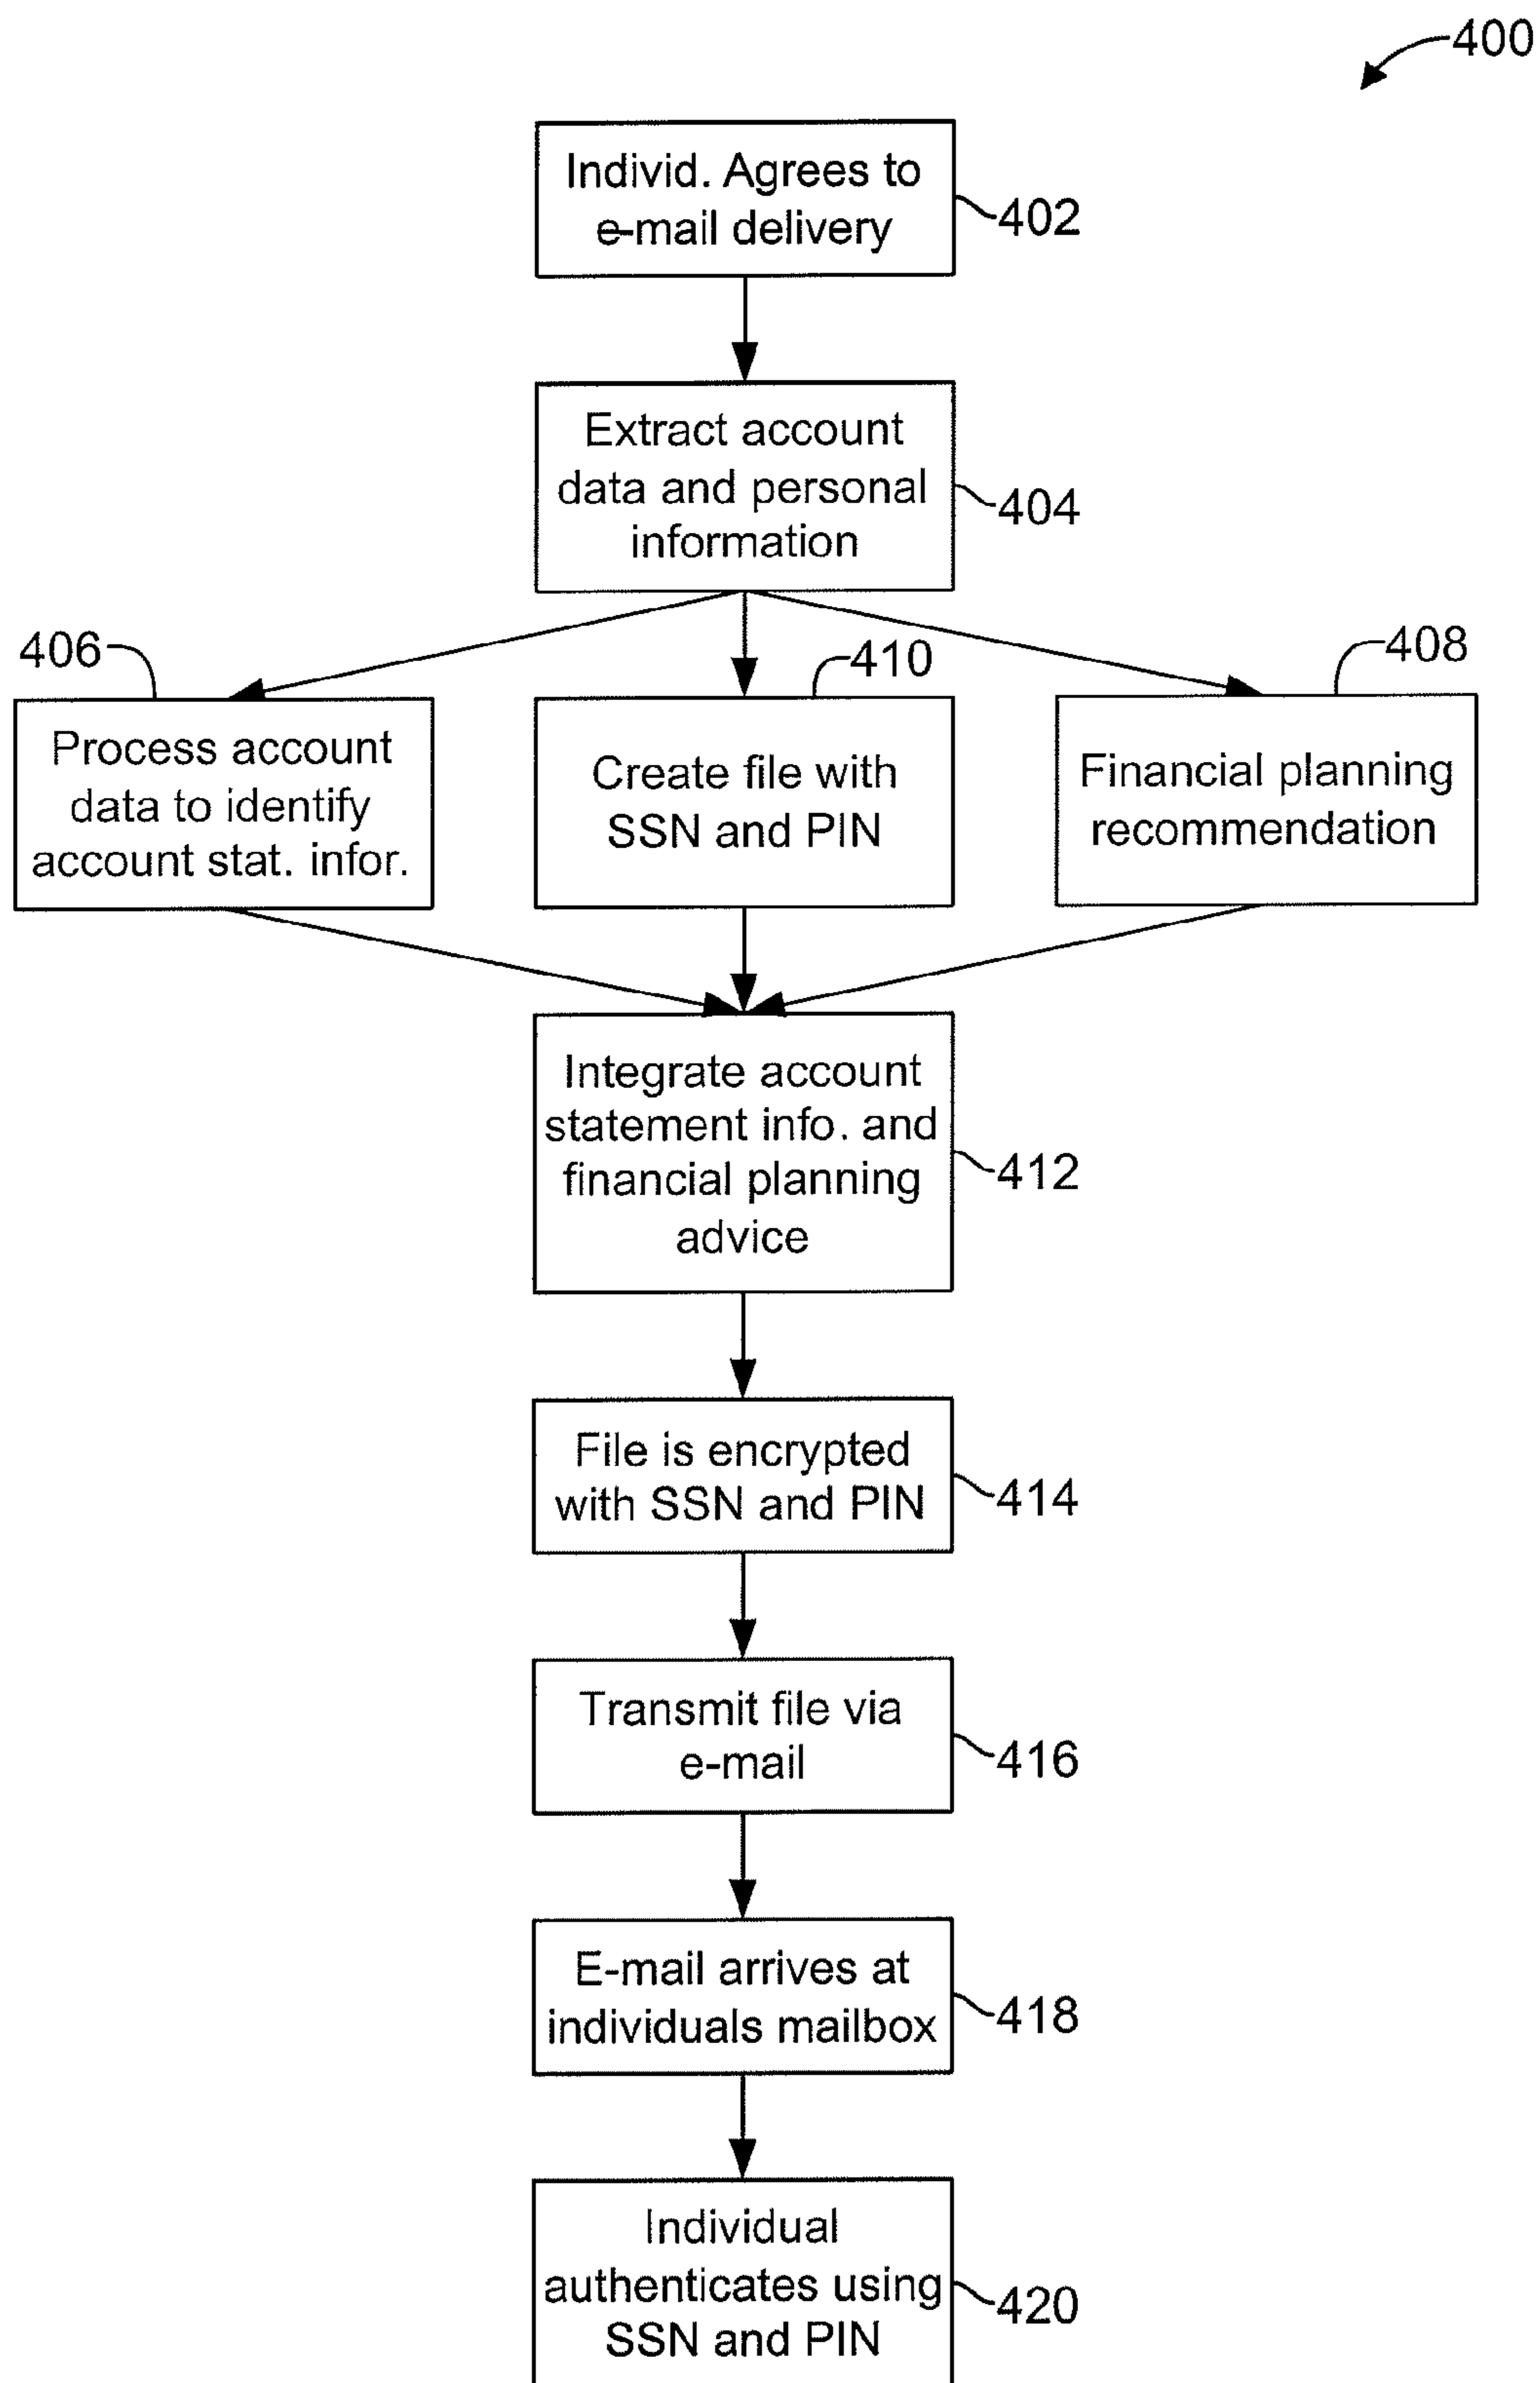 400
Individ. Agrees to
e-mail delivery
402
Extract account
data and personal
information
404
406
410
408
Process account
data to identify
account stat. infor.
Create file with
SSN and PIN
Financial planning
recommendation
Integrate account
statement info. and
financial planning
advice
412
File is encrypted
with SSN and PIN
414
Transmit file via
e-mail
416
E-mail arrives at
individuals mailbox
418
Individual
authenticates using
SSN and PIN
420